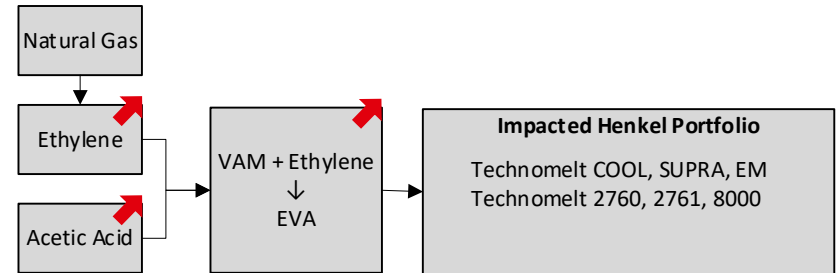 Natural Gas
Ethylene
Acetic Acid
VAM + Ethylene
↓
EVA
Impacted Henkel Portfolio
Technomelt COOL, SUPRA, EM
Technomelt 2760, 2761, 8000